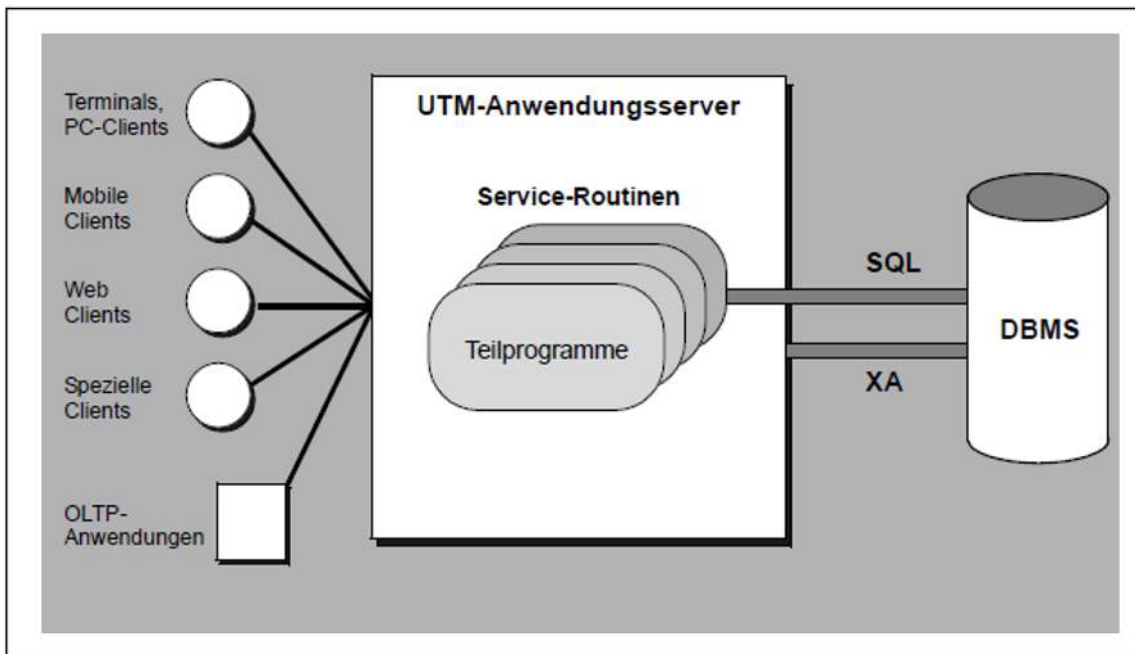 Terminals,
PC-Clients
Mobile
Clients
Web
Clients
Spezielle
Clients
OLTP-
Anwendungen
UTM-Anwendungsserver
Service-Routinen
Teilprogramme
SQL
XA
DBMS